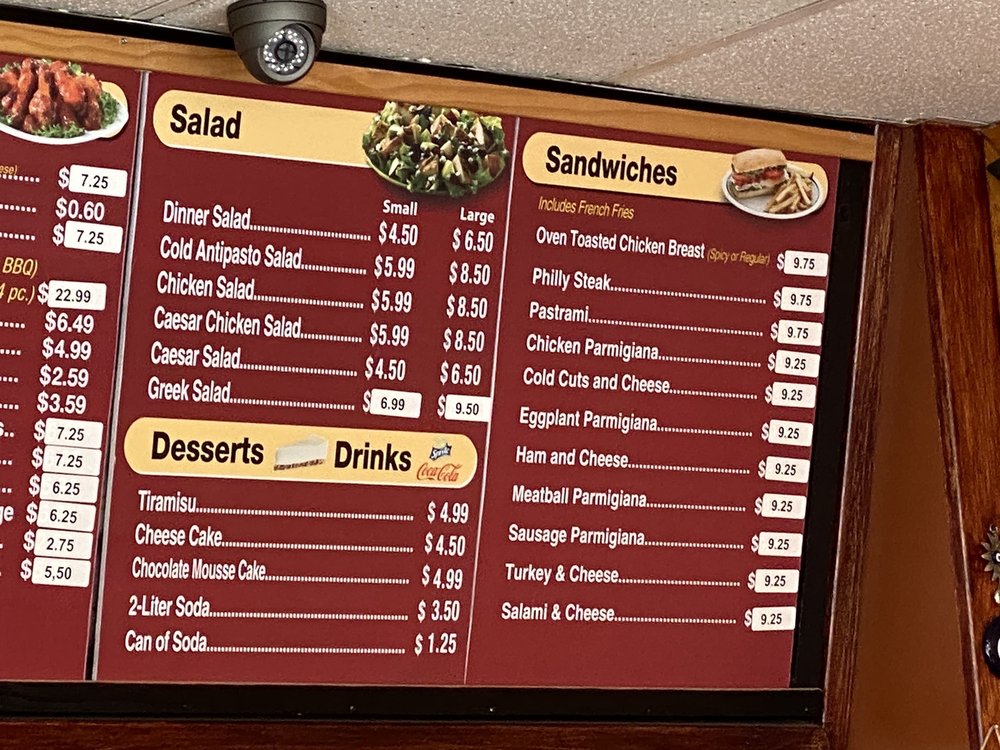 ese)
$ 7.25
$0.60
$ 7.25
BBQ)
4 pc.) $ 22.99
$6.49
$4.99
$2.59
$3.59
s.. $ 7.25
$ 7.25
$ 6.25
ge $ 6.25
$ 2.75
$ 5,50
Salad
Small Large
Dinner Salad $4.50 $ 6.50
Cold Antipasto Salad $5.99 $ 8.50
Chicken Salad $5.99 $ 8.50
Caesar Chicken Salad $5.99 $ 8.50
Caesar Salad $4.50 $6.50
Greek Salad $ 6.99 $ 9.50
Desserts Drinks
Sprite
Coca-Cola
Tiramisu $ 4.99
Cheese Cake $ 4.50
Chocolate Mousse Cake $ 4.99
2-Liter Soda $ 3.50
Can of Soda $ 1.25
Sandwiches
Includes French Fries
Oven Toasted Chicken Breast (Spicy or Regular) $ 9.75
Philly Steak $ 9.75
Pastrami $ 9.75
Chicken Parmigiana $ 9.25
Cold Cuts and Cheese $ 9.25
Eggplant Parmigiana $ 9.25
Ham and Cheese $ 9.25
Meatball Parmigiana $ 9.25
Sausage Parmigiana $ 9.25
Turkey & Cheese $ 9.25
Salami & Cheese $ 9.25